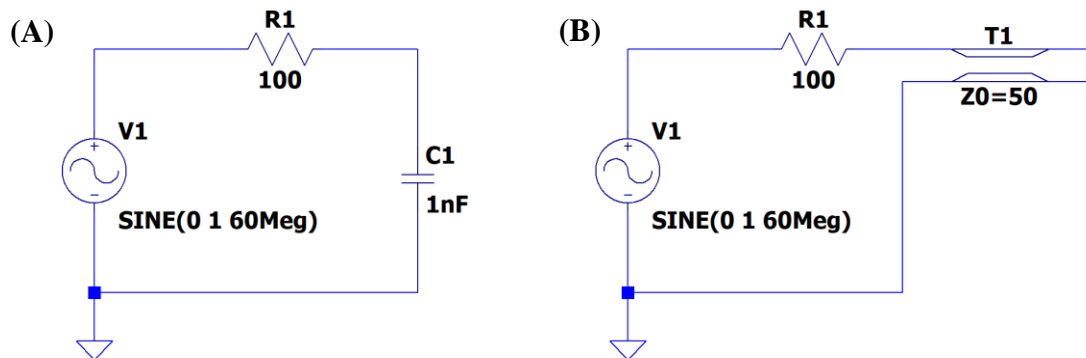 (A)
R1
100
V1
+
-
SINE(0 1 60Meg)
C1
1nF
(B)
R1
100
T1
Z0=50
V1
+
-
SINE(0 1 60Meg)